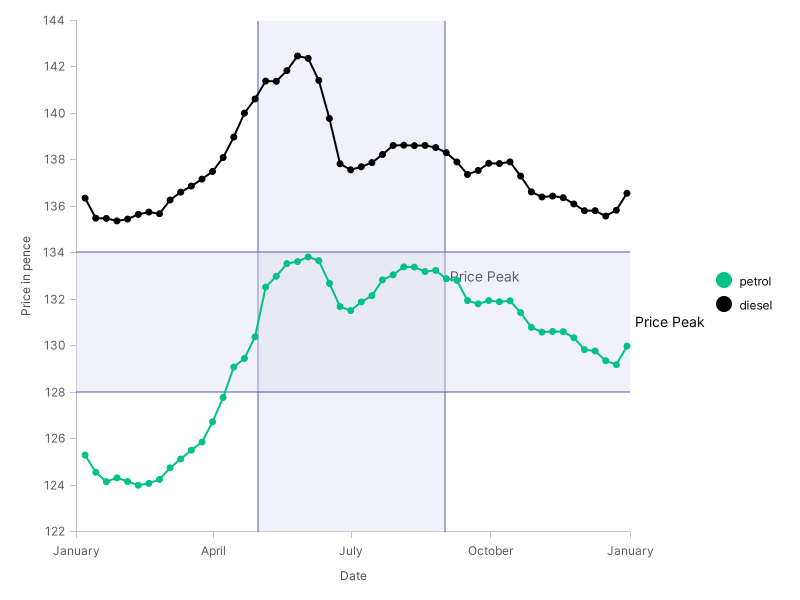 144
142
140
138
136
134
132
130
128
126
124
122
Price in pence
January
April
July
October
January
Date
Price Peak
Price Peak
petrol
diesel